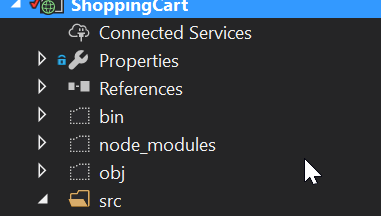 ShoppingCart
Connected Services
Properties
References
bin
node_modules
obj
src